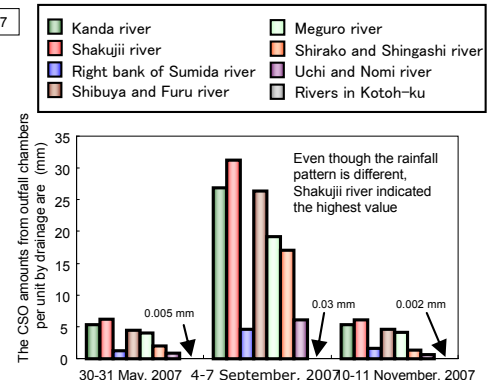 7
Kanda river
Shakujii river
Right bank of Sumida river
Shibuya and Furu river
Meguro river
Shirako and Shingashi river
Uchi and Nomi river
Rivers in Kotoh-ku
The CSO amounts from outfall chambers
per unit by drainage are (mm)
35
30
25
20
15
10
5
0
Even though the rainfall
pattern is different,
Shakujii river indicated
the highest value
0.005 mm
0.03 mm
0.002 mm
30-31 May, 2007
4-7 September, 2007
10-11 November, 2007